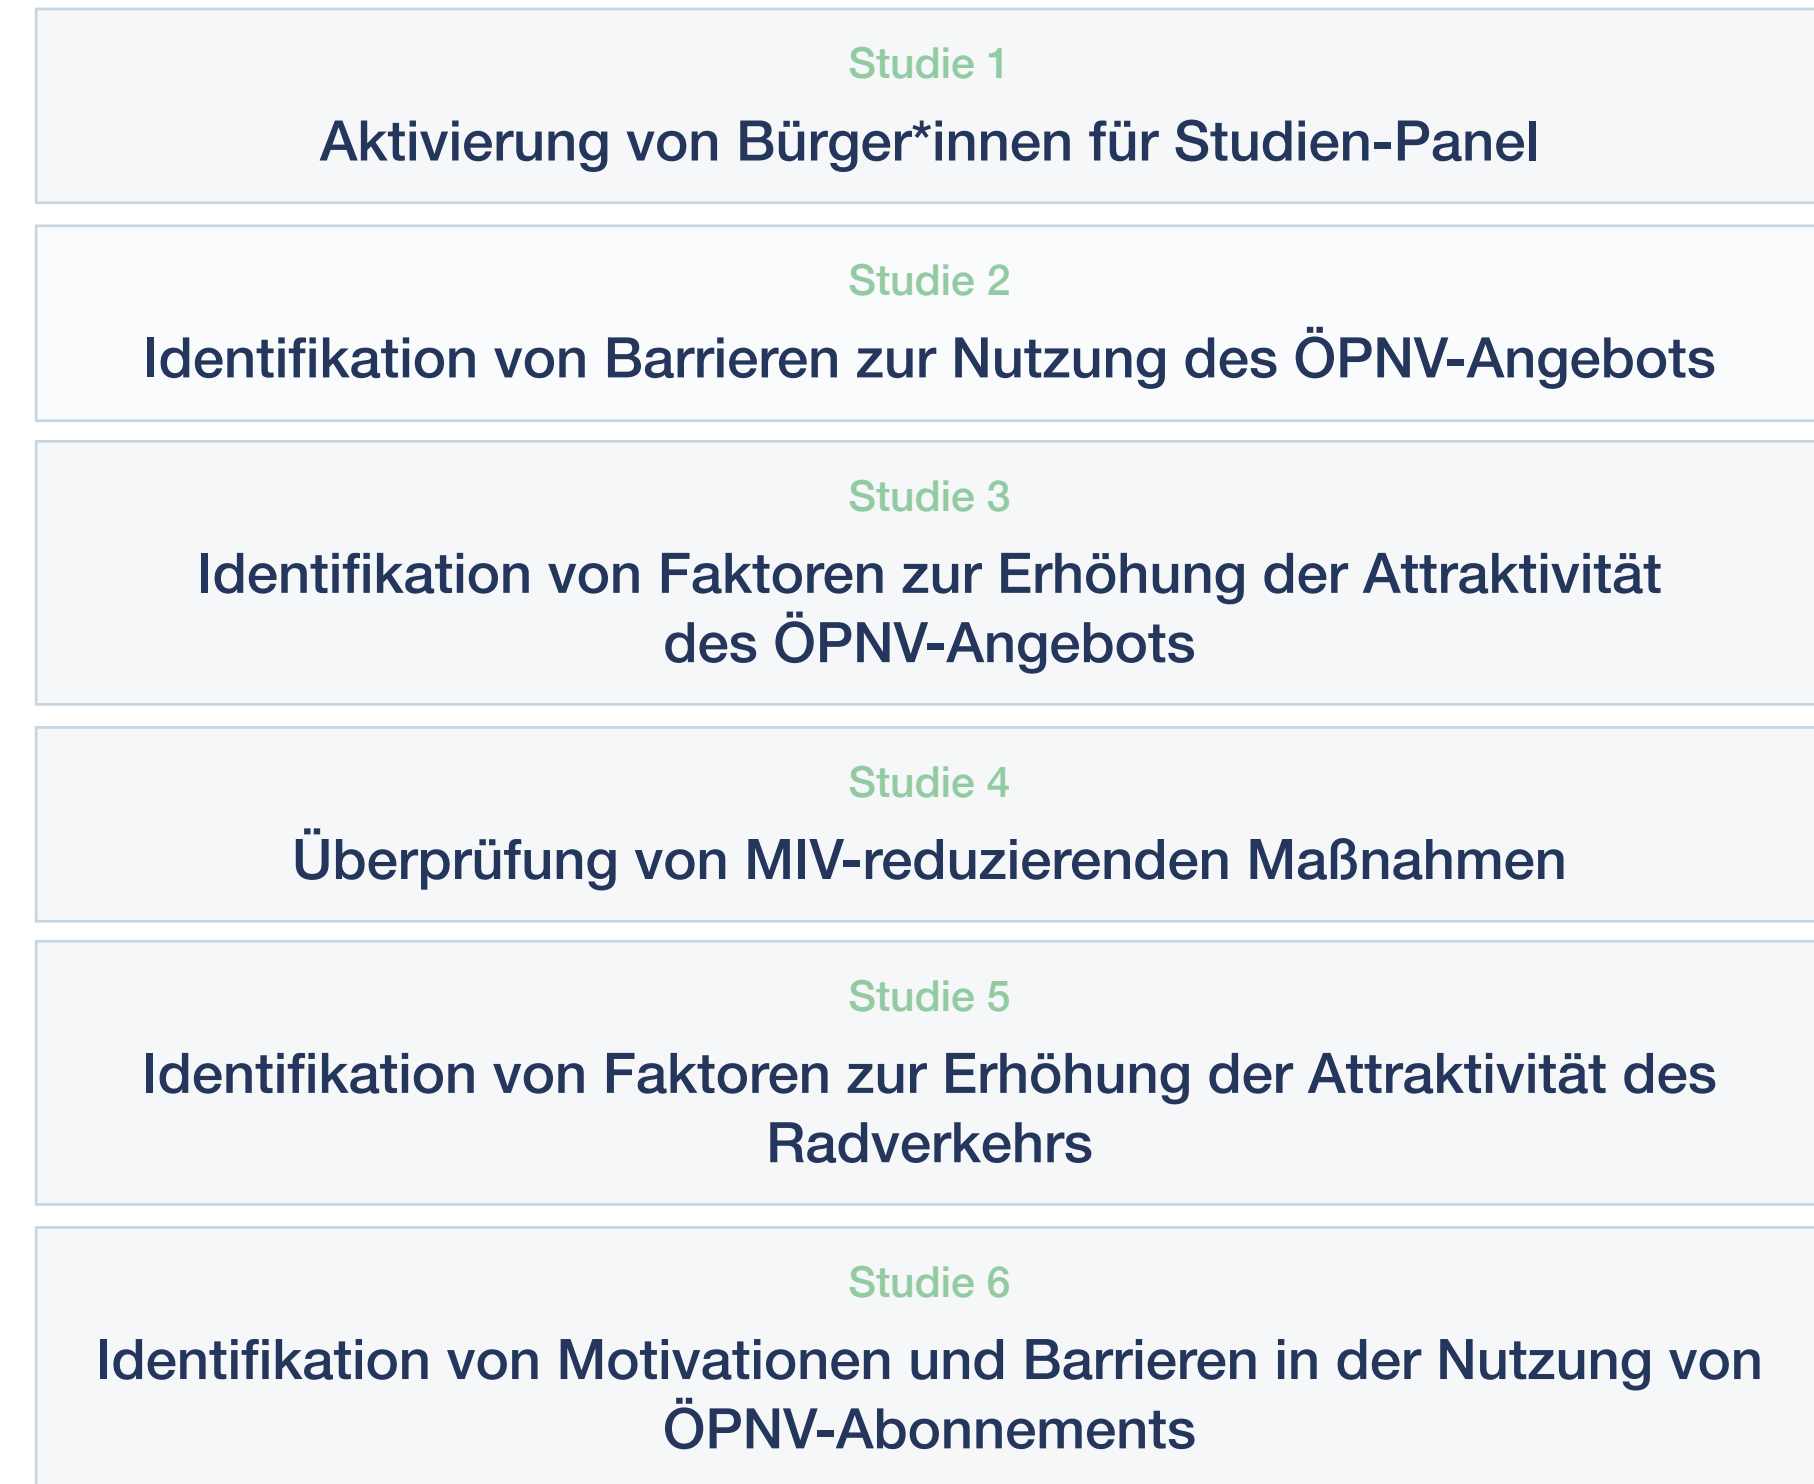 Studie 1
Aktivierung von Bürger*innen für Studien-Panel
Studie 2
Identifikation von Barrieren zur Nutzung des ÖPNV-Angebots
Studie 3
Identifikation von Faktoren zur Erhöhung der Attraktivität
des ÖPNV-Angebots
Studie 4
Überprüfung von MIV-reduzierenden Maßnahmen
Studie 5
Identifikation von Faktoren zur Erhöhung der Attraktivität des
Radverkehrs
Studie 6
Identifikation von Motivationen und Barrieren in der Nutzung von
ÖPNV-Abonnements